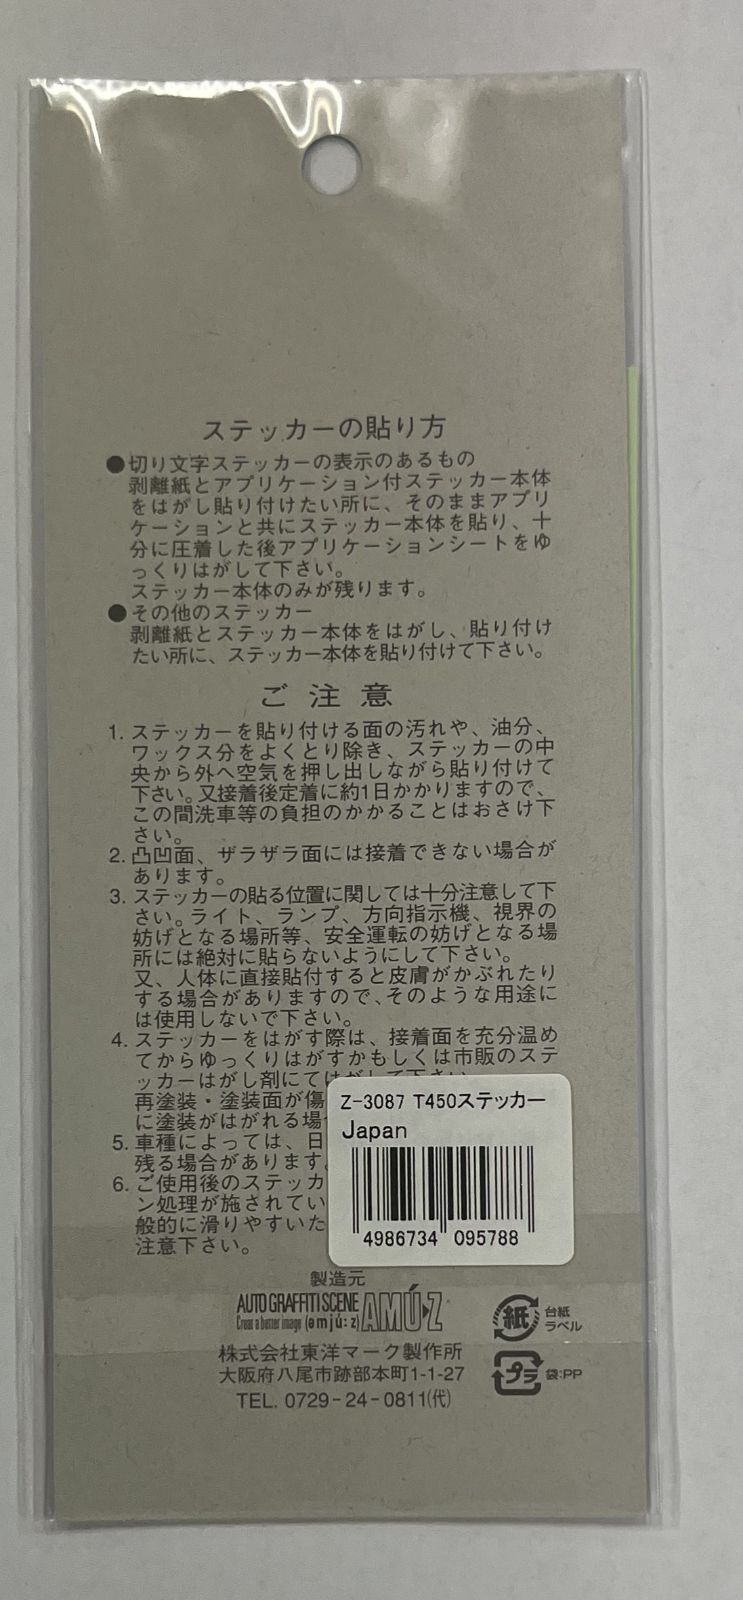 ステッカーの貼り方
●切り文字ステッカーの表示のあるもの
剥離紙とアプリケーション付ステッカー本体
をはがし貼り付けたい所に、そのままアプリ
ケーションと共にステッカー本体を貼り、十
分に圧着した後アプリケーションシートをゆ
っくりはがして下さい。
ステッカー本体のみが残ります。
●その他のステッカー
剥離紙とステッカー本体をはがし、貼り付け
たい所に、ステッカー本体を貼り付けて下さい。
ご注意
1. ステッカーを貼り付ける面の汚れや、油分、
ワックス分をよくとり除き、ステッカーの中
央から外へ空気を押し出しながら貼り付けて
下さい。又接着後定着に約1日かかりますので、
この間洗車等の負担のかかることはおさけ下
さい。
2. 凸凹面、ザラザラ面には接着できない場合が
あります。
3. ステッカーの貼る位置に関しては十分注意して下
さい。ライト、ランプ、方向指示機、視界の
妨げとなる場所等、安全運転の妨げとなる場
所には絶対に貼らないようにして下さい。
又、人体に直接貼付すると皮膚がかぶれたり
する場合がありますので、そのような用途に
は使用しないで下さい。
4. ステッカーをはがす際は、接着面を充分温め
てからゆっくりはがすかもしくは市販のステ
ッカーはがし剤にてはがして下さい。
再塗装・塗装面が傷
に塗装がはがれる場
5. 車種によっては、日
残る場合があります。
6. ご使用後のステッカ
ン処理が施されてい
般的に滑りやすいた
注意下さい。
Z-3087 T450ステッカー
Japan
4986734 095788
製造元
AUTO GRAFFITI SCENE
Crear a better image (əmjú:z) AMÚZ
株式会社東洋マーク製作所
大阪府八尾市跡部本町1-1-27
TEL. 0729-24-0811(代)
紙 台紙
ラベル
プラ 袋:PP